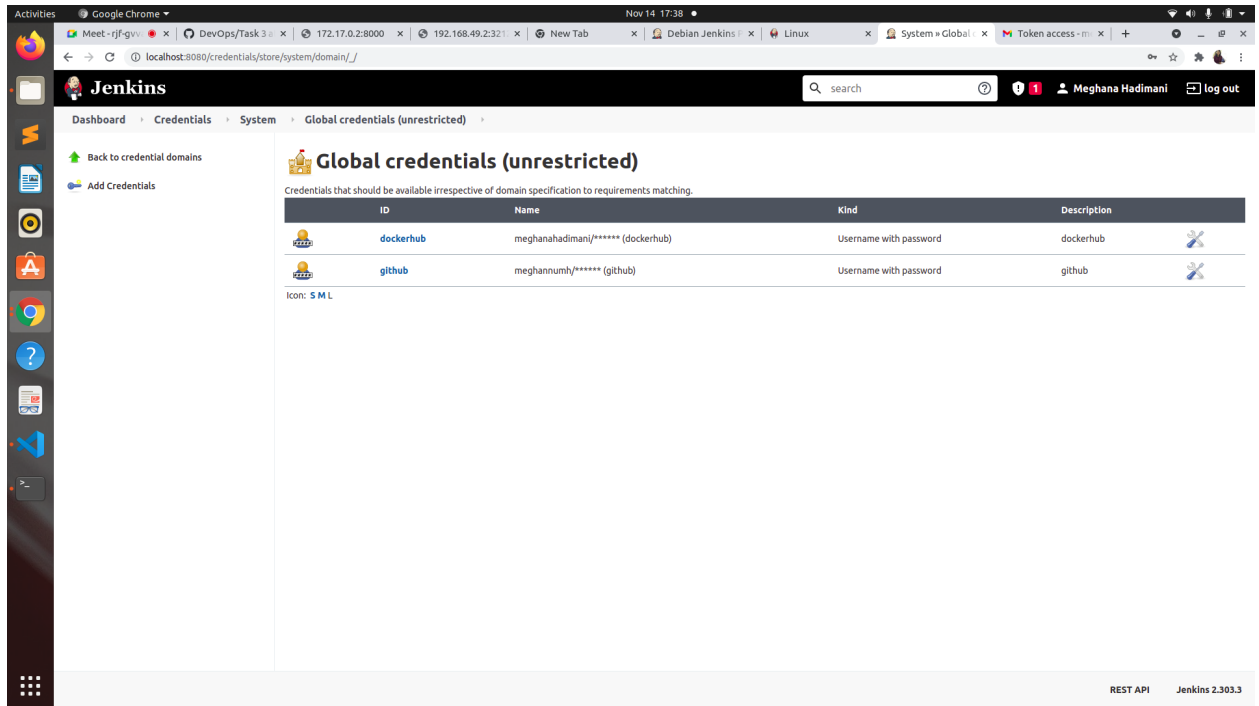 Activities Google Chrome Nov 14 17:38
Meet - rjf-gvv DevOps/Task 3 a 172.17.0.2:8000 192.168.49.2:321 New Tab Debian Jenkins P Linux System » Global c Token access - m
localhost:8080/credentials/store/system/domain/_/
Jenkins search 1 Meghana Hadimani log out
Dashboard Credentials System Global credentials (unrestricted)
Back to credential domains
Add Credentials
Global credentials (unrestricted)
Credentials that should be available irrespective of domain specification to requirements matching.
ID Name Kind Description
dockerhub meghanahadimani/****** (dockerhub) Username with password dockerhub
github meghannumh/****** (github) Username with password github
Icon: S M L
REST API Jenkins 2.303.3